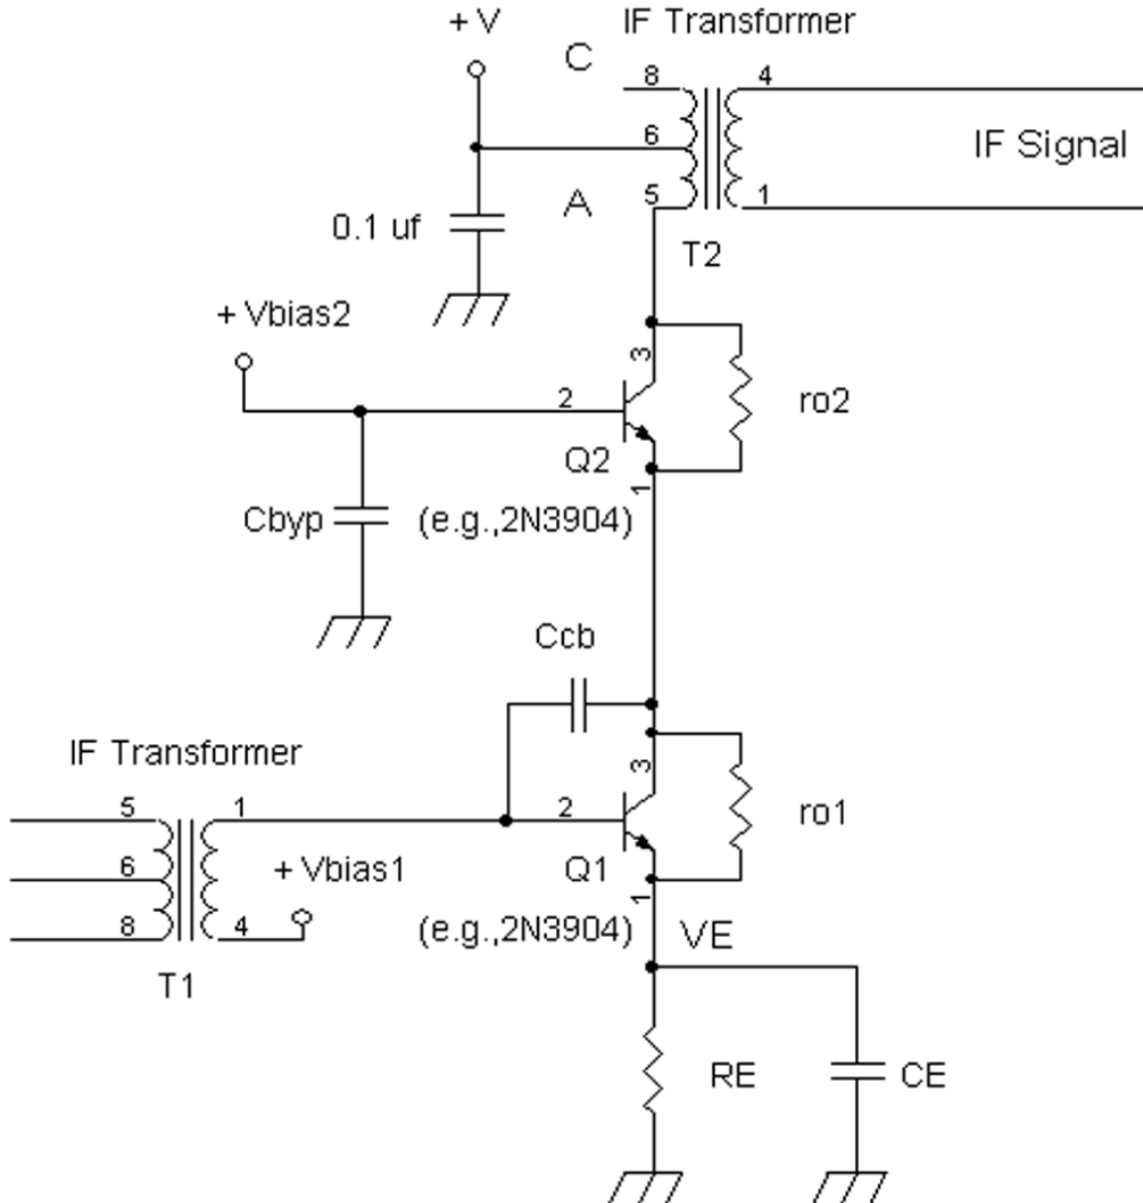 + V
IF Transformer
C
8
4
6
IF Signal
A
5
1
0.1 uf
T2
+ Vbias2
3
2
ro2
Q2
1
Cbyp
(e.g.,2N3904)
Ccb
IF Transformer
3
5
1
2
ro1
6
+ Vbias1
Q1
1
8
4
(e.g.,2N3904)
VE
T1
RE
CE